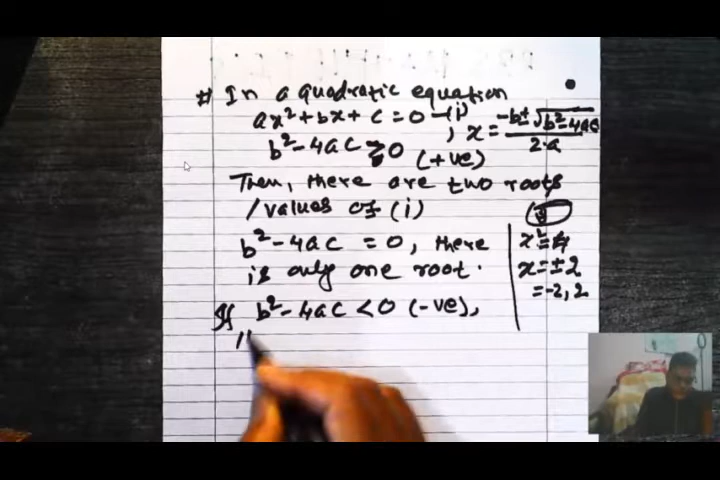 # In a quadratic equation
ax²+bx+c=0 -(i)
, x = (-b±√(b²-4ac))/2·a
b²-4ac>0 (+ve)
Then, there are two roots
/values of (i)
b²-4ac = 0, there
is only one root.
If b²-4ac<0 (-ve),
x²=4
x=±2
=-2,2